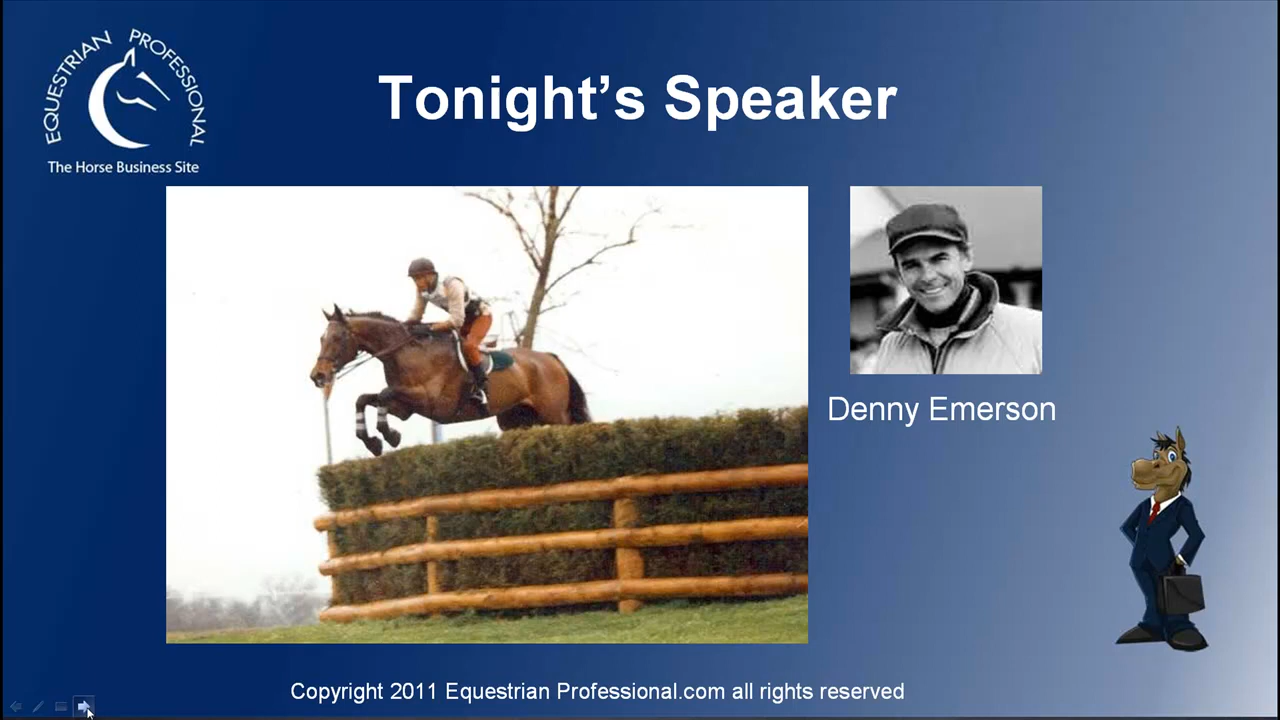 EQUESTRIAN PROFESSIONAL
The Horse Business Site
Tonight’s Speaker
Denny Emerson
Copyright 2011 Equestrian Professional.com all rights reserved